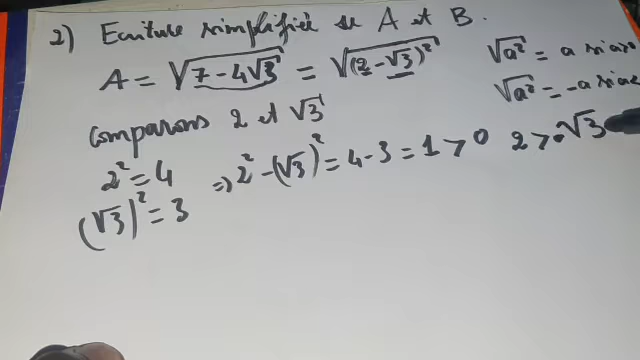 2) Ecriture simplifiée de A et B.
A = √(7 - 4√3) = √((2 - √3)²) √a² = a si a>0
√a² = -a si a
Comparons 2 et √3
2² = 4 => 2² - (√3)² = 4 - 3 = 1 > 0 2 > √3
(√3)² = 3